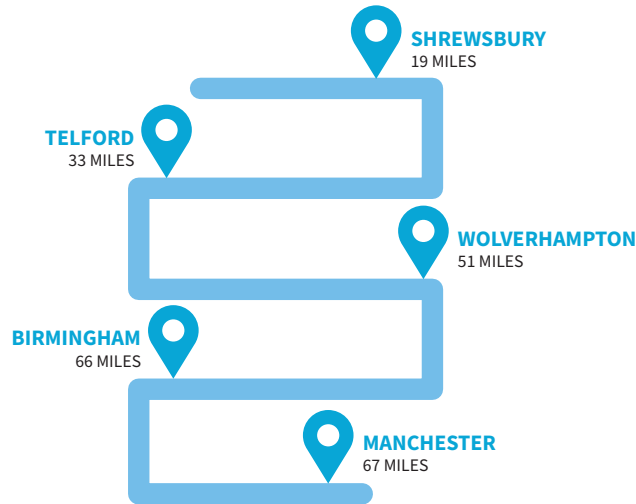 SHREWSBURY
19 MILES
TELFORD
33 MILES
WOLVERHAMPTON
51 MILES
BIRMINGHAM
66 MILES
MANCHESTER
67 MILES